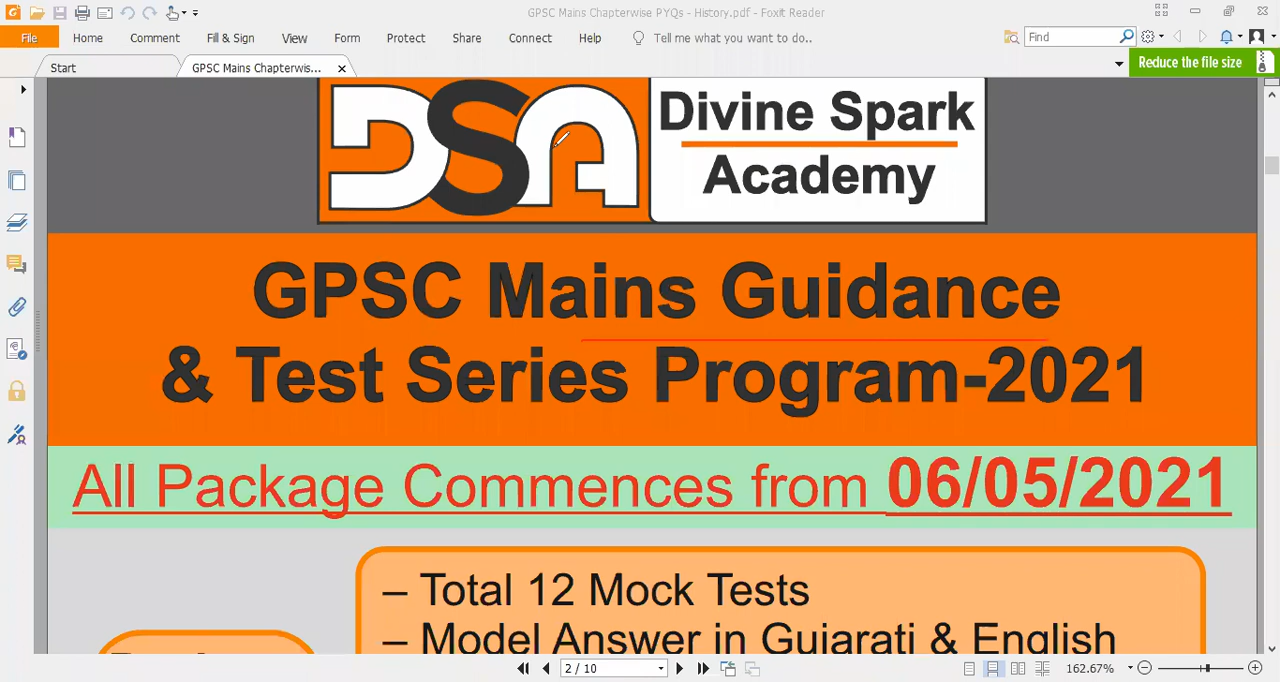 GPSC Mains Chapterwise PYQs - History.pdf - Foxit Reader
File Home Comment Fill & Sign View Form Protect Share Connect Help Tell me what you want to do.. Find
Start GPSC Mains Chapterwis... Reduce the file size
DSA
Divine Spark
Academy
GPSC Mains Guidance
& Test Series Program-2021
All Package Commences from 06/05/2021
– Total 12 Mock Tests
– Model Answer in Gujarati & English
2 / 10 162.67%